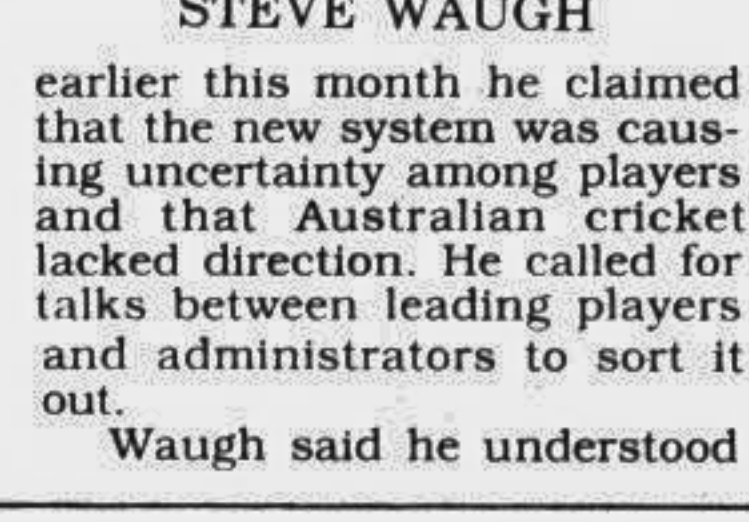 STEVE WAUGH
earlier this month he claimed
that the new system was caus-
ing uncertainty among players
and that Australian cricket
lacked direction. He called for
talks between leading players
and administrators to sort it
out.
Waugh said he understood